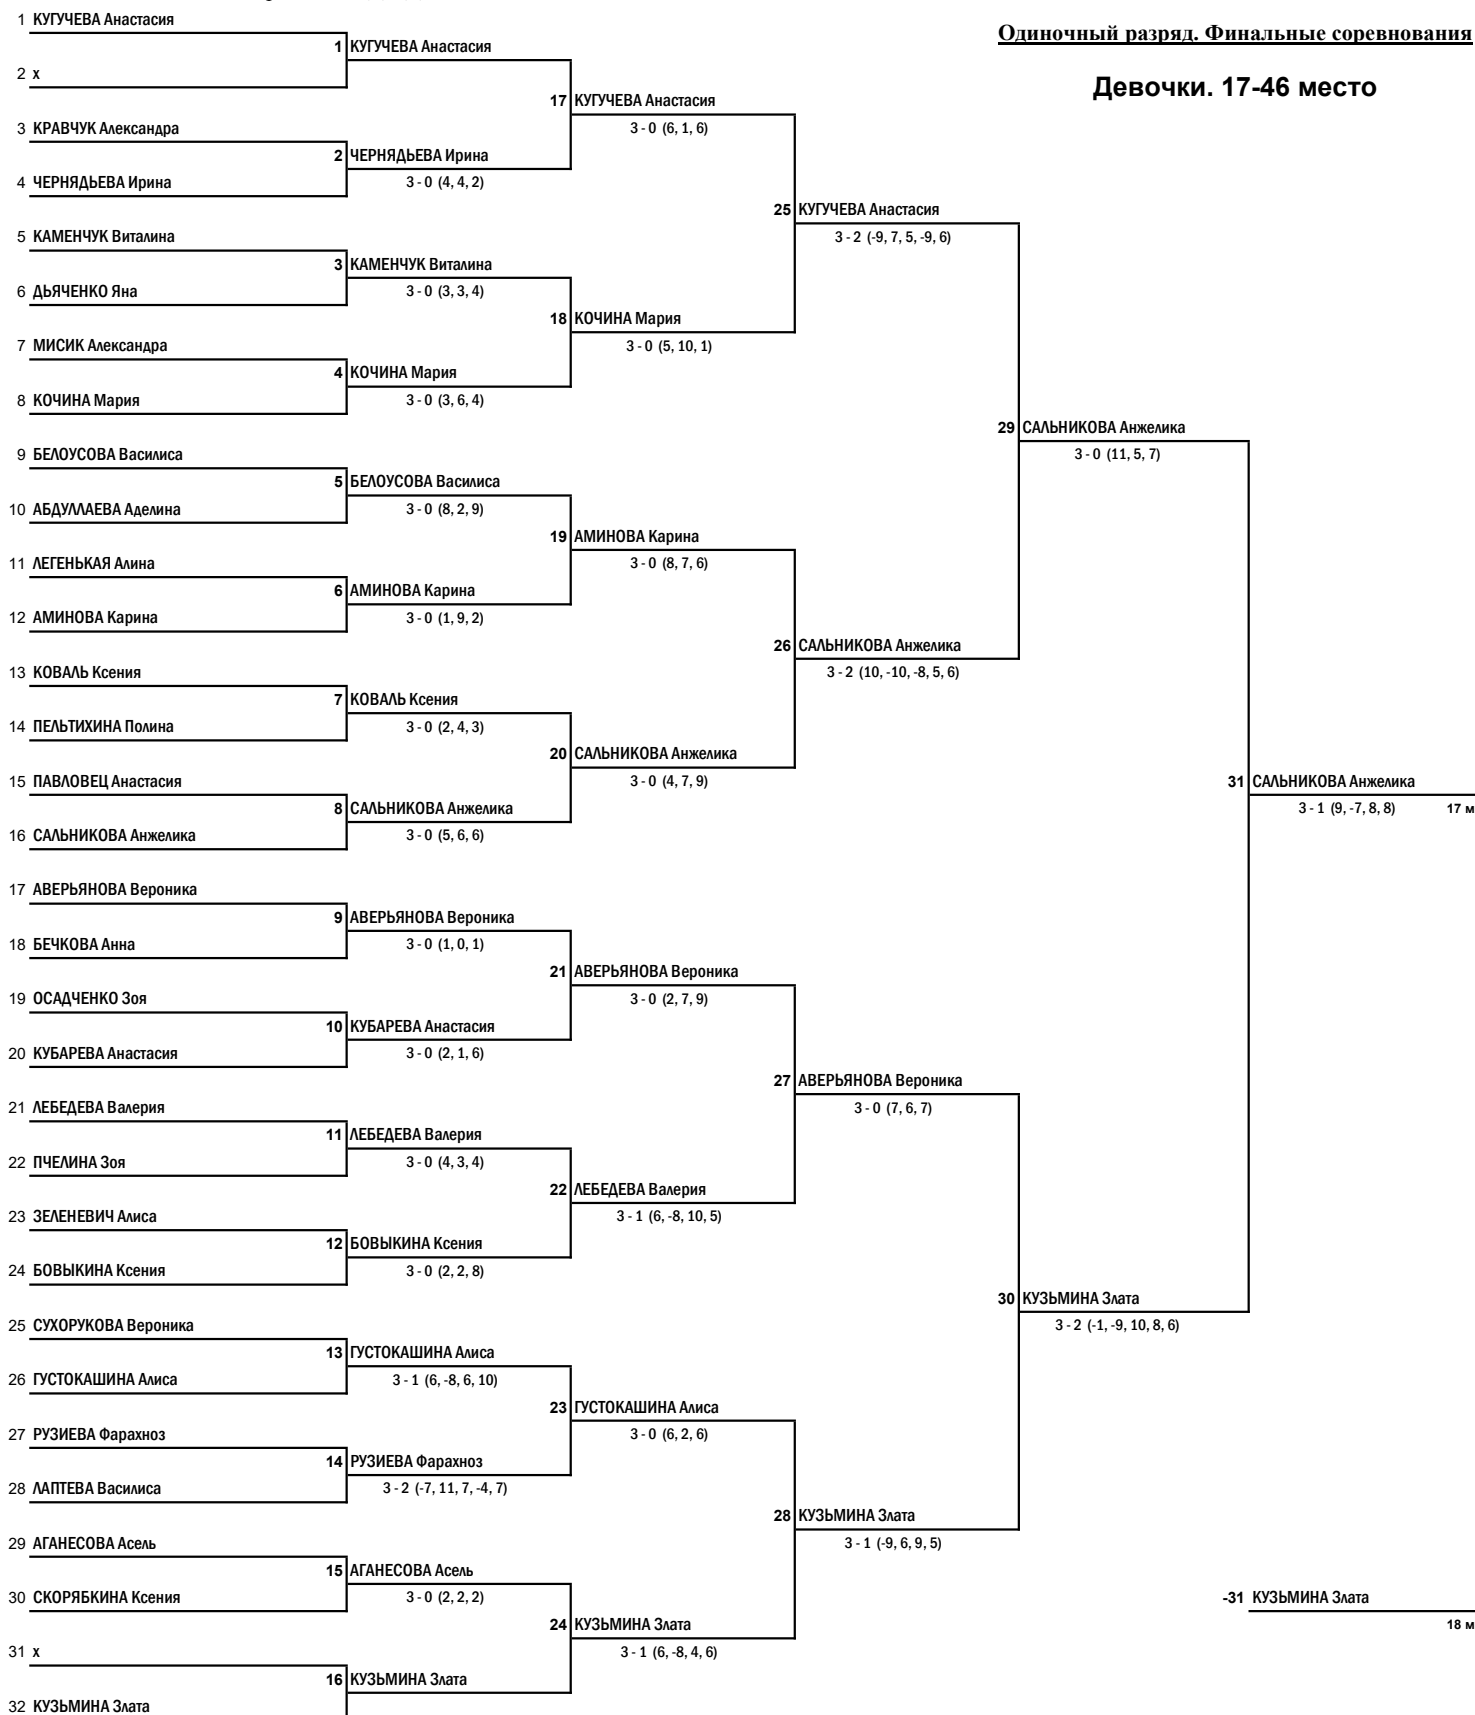 1 КУГУЧЕВА Анастасия
Одиночный разряд. Финальные соревнования
1 КУГУЧЕВА Анастасия
2 х
Девочки. 17-46 место
17 КУГУЧЕВА Анастасия
3 КРАВЧУК Александра
3 - 0 (6, 1, 6)
2 ЧЕРНЯДЬЕВА Ирина
4 ЧЕРНЯДЬЕВА Ирина
3 - 0 (4, 4, 2)
25 КУГУЧЕВА Анастасия
5 КАМЕНЧУК Виталина
3 - 2 (-9, 7, 5, -9, 6)
3 КАМЕНЧУК Виталина
6 ДЬЯЧЕНКО Яна
3 - 0 (3, 3, 4)
18 КОЧИНА Мария
7 МИСИК Александра
3 - 0 (5, 10, 1)
4 КОЧИНА Мария
8 КОЧИНА Мария
3 - 0 (3, 6, 4)
29 САЛЬНИКОВА Анжелика
9 БЕЛОУСОВА Василиса
3 - 0 (11, 5, 7)
5 БЕЛОУСОВА Василиса
10 АБДУЛЛАЕВА Аделина
3 - 0 (8, 2, 9)
19 АМИНОВА Карина
11 ЛЕГЕНЬКАЯ Алина
3 - 0 (8, 7, 6)
6 АМИНОВА Карина
12 АМИНОВА Карина
3 - 0 (1, 9, 2)
26 САЛЬНИКОВА Анжелика
13 КОВАЛЬ Ксения
3 - 2 (10, -10, -8, 5, 6)
7 КОВАЛЬ Ксения
14 ПЕЛЬТИХИНА Полина
3 - 0 (2, 4, 3)
20 САЛЬНИКОВА Анжелика
15 ПАВЛОВЕЦ Анастасия
3 - 0 (4, 7, 9)
31 САЛЬНИКОВА Анжелика
8 САЛЬНИКОВА Анжелика
3 - 1 (9, -7, 8, 8) 17 м
16 САЛЬНИКОВА Анжелика
3 - 0 (5, 6, 6)
17 АВЕРЬЯНОВА Вероника
9 АВЕРЬЯНОВА Вероника
18 БЕЧКОВА Анна
3 - 0 (1, 0, 1)
21 АВЕРЬЯНОВА Вероника
19 ОСАДЧЕНКО Зоя
3 - 0 (2, 7, 9)
10 КУБАРЕВА Анастасия
20 КУБАРЕВА Анастасия
3 - 0 (2, 1, 6)
27 АВЕРЬЯНОВА Вероника
21 ЛЕБЕДЕВА Валерия
3 - 0 (7, 6, 7)
11 ЛЕБЕДЕВА Валерия
22 ПЧЕЛИНА Зоя
3 - 0 (4, 3, 4)
22 ЛЕБЕДЕВА Валерия
23 ЗЕЛЕНЕВИЧ Алиса
3 - 1 (6, -8, 10, 5)
12 БОВЫКИНА Ксения
24 БОВЫКИНА Ксения
3 - 0 (2, 2, 8)
30 КУЗЬМИНА Злата
25 СУХОРУКОВА Вероника
3 - 2 (-1, -9, 10, 8, 6)
13 ГУСТОКАШИНА Алиса
26 ГУСТОКАШИНА Алиса
3 - 1 (6, -8, 6, 10)
23 ГУСТОКАШИНА Алиса
27 РУЗИЕВА Фарахноз
3 - 0 (6, 2, 6)
14 РУЗИЕВА Фарахноз
28 ЛАПТЕВА Василиса
3 - 2 (-7, 11, 7, -4, 7)
28 КУЗЬМИНА Злата
29 АГАНЕСОВА Асель
3 - 1 (-9, 6, 9, 5)
15 АГАНЕСОВА Асель
30 СКОРЯБКИНА Ксения
3 - 0 (2, 2, 2)
-31 КУЗЬМИНА Злата
24 КУЗЬМИНА Злата
18 м
31 х
3 - 1 (6, -8, 4, 6)
16 КУЗЬМИНА Злата
32 КУЗЬМИНА Злата